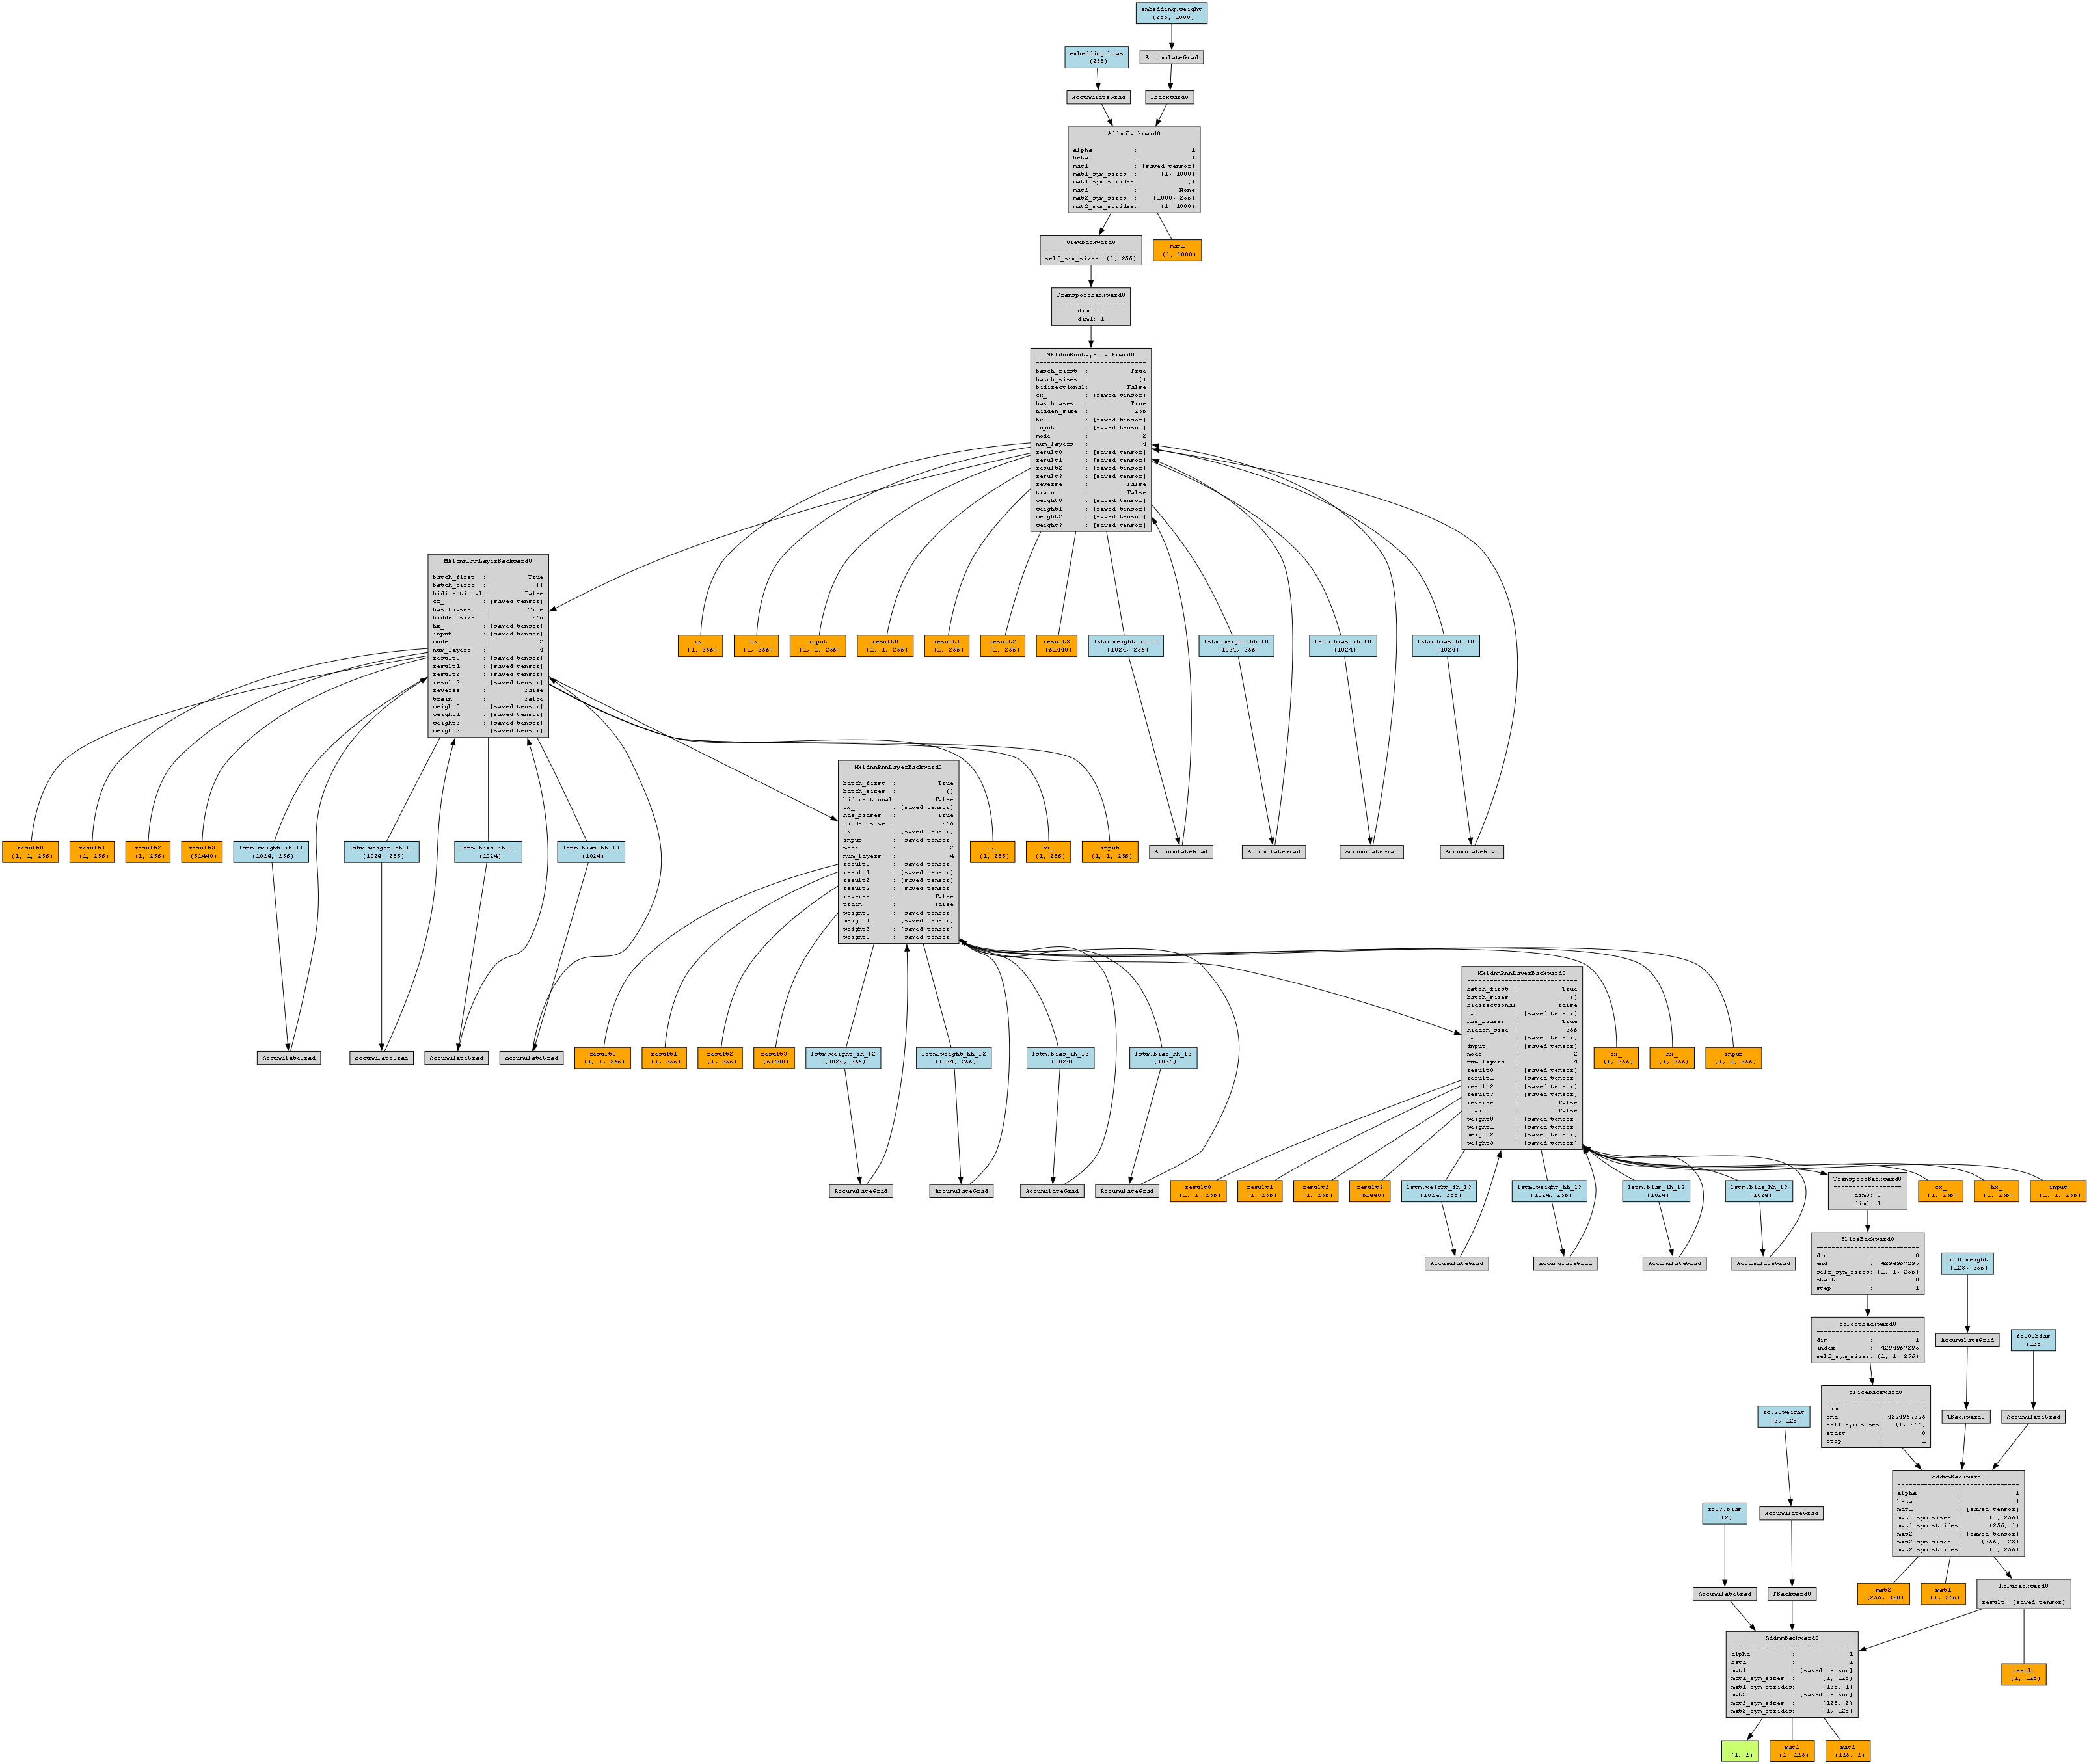 embedding.weight
(256, 1000)
embedding.bias
(256)
AccumulateGrad
AccumulateGrad
TBackward0
AddmmBackward0
alpha : 1
beta : 1
mat1 : [saved tensor]
mat1_sym_sizes : (1, 1000)
mat1_sym_strides: ()
mat2 : None
mat2_sym_sizes : (1000, 256)
mat2_sym_strides: (1, 1000)
ViewBackward0
self_sym_sizes: (1, 256)
mat1
(1, 1000)
TransposeBackward0
dim0: 0
dim1: 1
MkldnnRnnLayerBackward0
batch_first : True
batch_sizes : ()
bidirectional: False
cx_ : [saved tensor]
has_biases : True
hidden_size : 256
hx_ : [saved tensor]
input : [saved tensor]
mode : 2
num_layers : 4
result0 : [saved tensor]
result1 : [saved tensor]
result2 : [saved tensor]
result3 : [saved tensor]
reverse : False
train : False
weight0 : [saved tensor]
weight1 : [saved tensor]
weight2 : [saved tensor]
weight3 : [saved tensor]
MkldnnRnnLayerBackward0
batch_first : True
batch_sizes : ()
bidirectional: False
cx_ : [saved tensor]
has_biases : True
hidden_size : 256
hx_ : [saved tensor]
input : [saved tensor]
mode : 2
num_layers : 4
result0 : [saved tensor]
result1 : [saved tensor]
result2 : [saved tensor]
result3 : [saved tensor]
reverse : False
train : False
weight0 : [saved tensor]
weight1 : [saved tensor]
weight2 : [saved tensor]
weight3 : [saved tensor]
cx_
(1, 256)
hx_
(1, 256)
input
(1, 1, 256)
result0
(1, 1, 256)
result1
(1, 256)
result2
(1, 256)
result3
(61440)
lstm.weight_ih_l0
(1024, 256)
lstm.weight_hh_l0
(1024, 256)
lstm.bias_ih_l0
(1024)
lstm.bias_hh_l0
(1024)
MkldnnRnnLayerBackward0
batch_first : True
batch_sizes : ()
bidirectional: False
cx_ : [saved tensor]
has_biases : True
hidden_size : 256
hx_ : [saved tensor]
input : [saved tensor]
mode : 2
num_layers : 4
result0 : [saved tensor]
result1 : [saved tensor]
result2 : [saved tensor]
result3 : [saved tensor]
reverse : False
train : False
weight0 : [saved tensor]
weight1 : [saved tensor]
weight2 : [saved tensor]
weight3 : [saved tensor]
result0
(1, 1, 256)
result1
(1, 256)
result2
(1, 256)
result3
(61440)
lstm.weight_ih_l1
(1024, 256)
lstm.weight_hh_l1
(1024, 256)
lstm.bias_ih_l1
(1024)
lstm.bias_hh_l1
(1024)
cx_
(1, 256)
hx_
(1, 256)
input
(1, 1, 256)
AccumulateGrad
AccumulateGrad
AccumulateGrad
AccumulateGrad
MkldnnRnnLayerBackward0
batch_first : True
batch_sizes : ()
bidirectional: False
cx_ : [saved tensor]
has_biases : True
hidden_size : 256
hx_ : [saved tensor]
input : [saved tensor]
mode : 2
num_layers : 4
result0 : [saved tensor]
result1 : [saved tensor]
result2 : [saved tensor]
result3 : [saved tensor]
reverse : False
train : False
weight0 : [saved tensor]
weight1 : [saved tensor]
weight2 : [saved tensor]
weight3 : [saved tensor]
AccumulateGrad
AccumulateGrad
AccumulateGrad
AccumulateGrad
result0
(1, 1, 256)
result1
(1, 256)
result2
(1, 256)
result3
(61440)
lstm.weight_ih_l2
(1024, 256)
lstm.weight_hh_l2
(1024, 256)
lstm.bias_ih_l2
(1024)
lstm.bias_hh_l2
(1024)
cx_
(1, 256)
hx_
(1, 256)
input
(1, 1, 256)
AccumulateGrad
AccumulateGrad
AccumulateGrad
AccumulateGrad
result0
(1, 1, 256)
result1
(1, 256)
result2
(1, 256)
result3
(61440)
lstm.weight_ih_l3
(1024, 256)
lstm.weight_hh_l3
(1024, 256)
lstm.bias_ih_l3
(1024)
lstm.bias_hh_l3
(1024)
TransposeBackward0
dim0: 0
dim1: 1
cx_
(1, 256)
hx_
(1, 256)
input
(1, 1, 256)
AccumulateGrad
AccumulateGrad
AccumulateGrad
AccumulateGrad
SliceBackward0
dim : 0
end : 4294967295
self_sym_sizes: (1, 1, 256)
start : 0
step : 1
fc.0.weight
(128, 256)
SelectBackward0
dim : 1
index : 4294967295
self_sym_sizes: (1, 1, 256)
AccumulateGrad
fc.0.bias
(128)
SliceBackward0
dim : 1
end : 4294967295
self_sym_sizes: (1, 256)
start : 0
step : 1
fc.3.weight
(2, 128)
TBackward0
AccumulateGrad
AddmmBackward0
alpha : 1
beta : 1
mat1 : [saved tensor]
mat1_sym_sizes : (1, 256)
mat1_sym_strides: (256, 1)
mat2 : [saved tensor]
mat2_sym_sizes : (256, 128)
mat2_sym_strides: (1, 256)
fc.3.bias
(2)
AccumulateGrad
AccumulateGrad
TBackward0
mat2
(256, 128)
mat1
(1, 256)
ReluBackward0
result: [saved tensor]
AddmmBackward0
alpha : 1
beta : 1
mat1 : [saved tensor]
mat1_sym_sizes : (1, 128)
mat1_sym_strides: (128, 1)
mat2 : [saved tensor]
mat2_sym_sizes : (128, 2)
mat2_sym_strides: (1, 128)
result
(1, 128)
(1, 2)
mat1
(1, 128)
mat2
(128, 2)